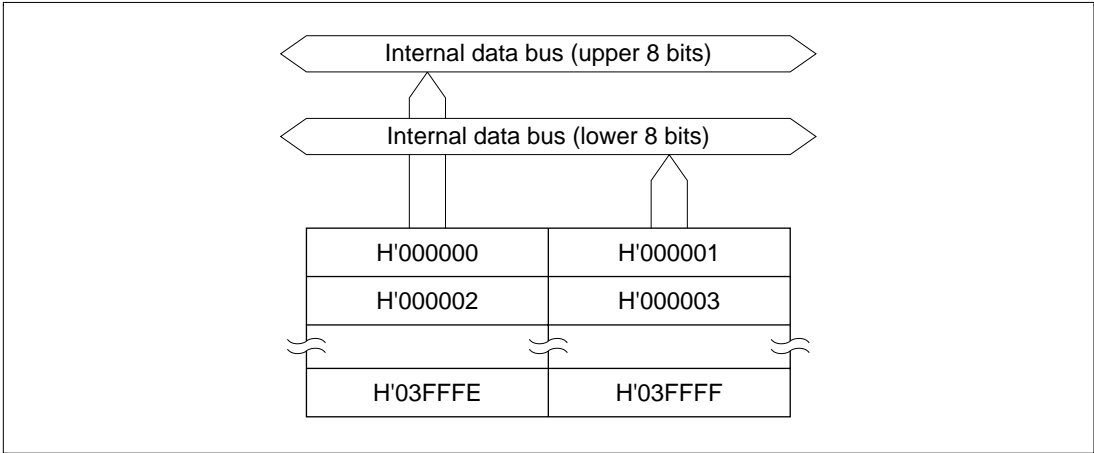 Internal data bus (upper 8 bits)
Internal data bus (lower 8 bits)
H'000000 H'000001
H'000002 H'000003
H'03FFFE H'03FFFF